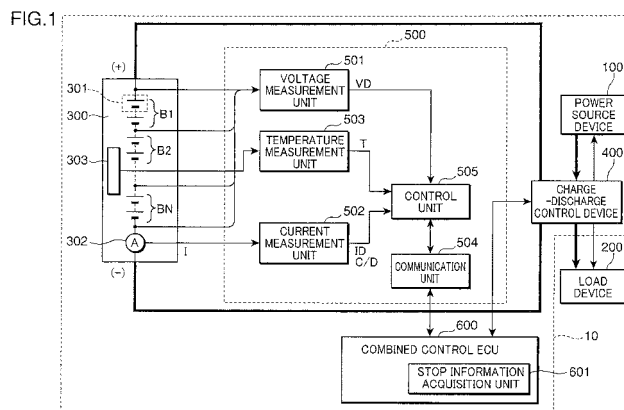 FIG.1
500
(+)
301
300
B1
B2
BN
303
302
A
I
(-)
501
VOLTAGE MEASUREMENT UNIT
VD
503
TEMPERATURE MEASUREMENT UNIT
T
502
CURRENT MEASUREMENT UNIT
ID
C/D
505
CONTROL UNIT
504
COMMUNICATION UNIT
100
POWER SOURCE DEVICE
400
CHARGE -DISCHARGE CONTROL DEVICE
200
LOAD DEVICE
10
600
COMBINED CONTROL ECU
STOP INFORMATION ACQUISITION UNIT
601